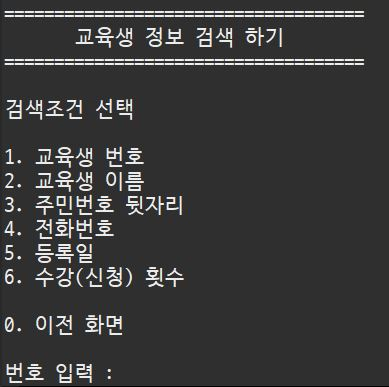 ====================================
교육생 정보 검색 하기
====================================
검색조건 선택
1. 교육생 번호
2. 교육생 이름
3. 주민번호 뒷자리
4. 전화번호
5. 등록일
6. 수강(신청) 횟수
0. 이전 화면
번호 입력 :